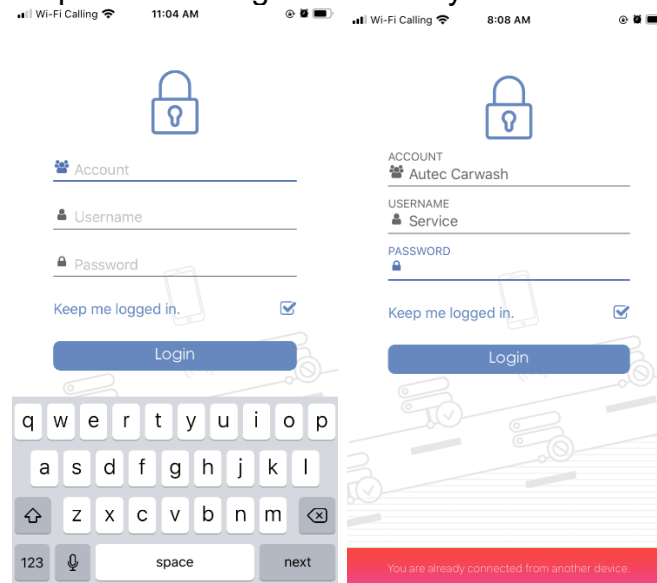 Wi-Fi Calling 11:04 AM
Account
Username
Password
Keep me logged in.
Login
q w e r t y u i o p
a s d f g h j k l
z x c v b n m
123 space next
Wi-Fi Calling 8:08 AM
ACCOUNT
Autec Carwash
USERNAME
Service
PASSWORD
Keep me logged in.
Login
You are already connected from another device.